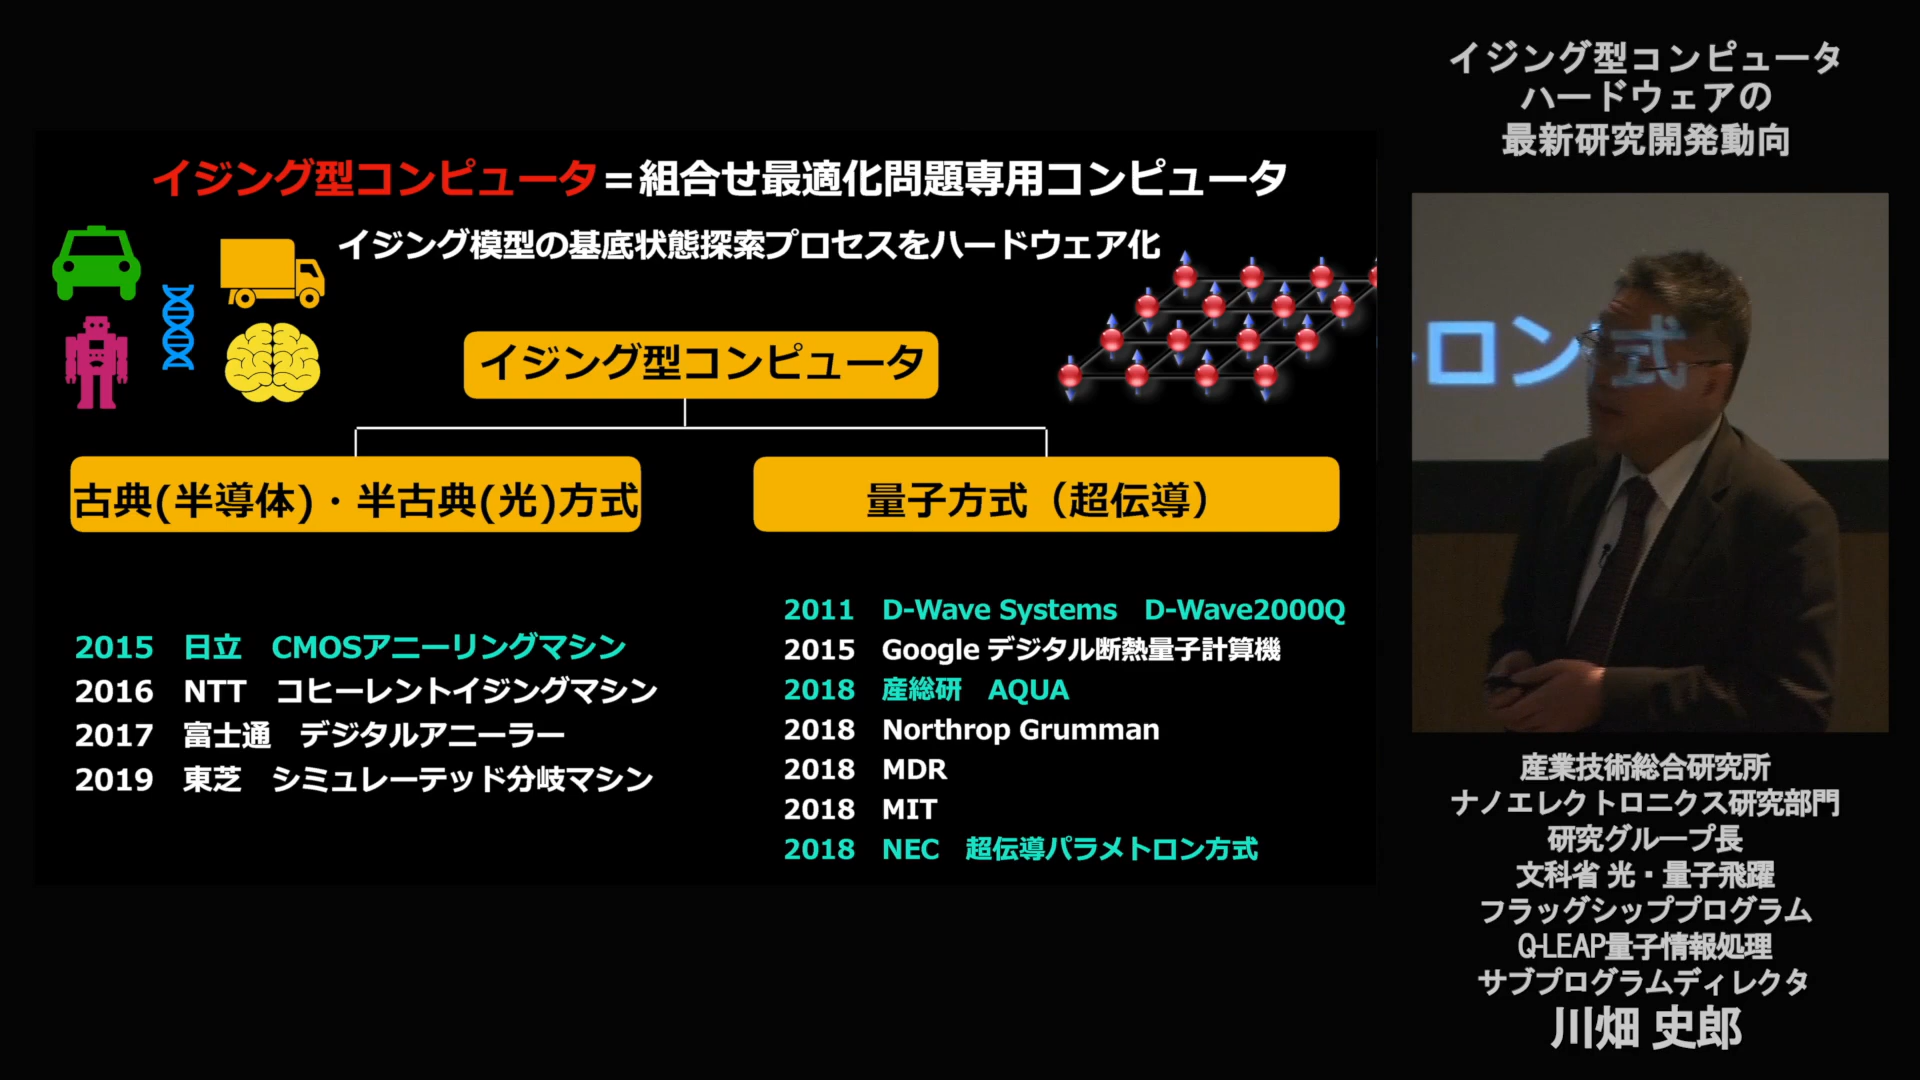 イジング型コンピュータ＝組合せ最適化問題専用コンピュータ
イジング模型の基底状態探索プロセスをハードウェア化
イジング型コンピュータ
古典(半導体)・半古典(光)方式
量子方式（超伝導）
2015 日立 CMOSアニーリングマシン
2016 NTT コヒーレントイジングマシン
2017 富士通 デジタルアニーラー
2019 東芝 シミュレーテッド分岐マシン
2011 D-Wave Systems D-Wave2000Q
2015 Google デジタル断熱量子計算機
2018 産総研 AQUA
2018 Northrop Grumman
2018 MDR
2018 MIT
2018 NEC 超伝導パラメトロン方式
イジング型コンピュータ
ハードウェアの
最新研究開発動向
ロン 式
産業技術総合研究所
ナノエレクトロニクス研究部門
研究グループ長
文科省 光・量子飛躍
フラッグシッププログラム
Q-LEAP量子情報処理
サブプログラムディレクタ
川畑 史郎